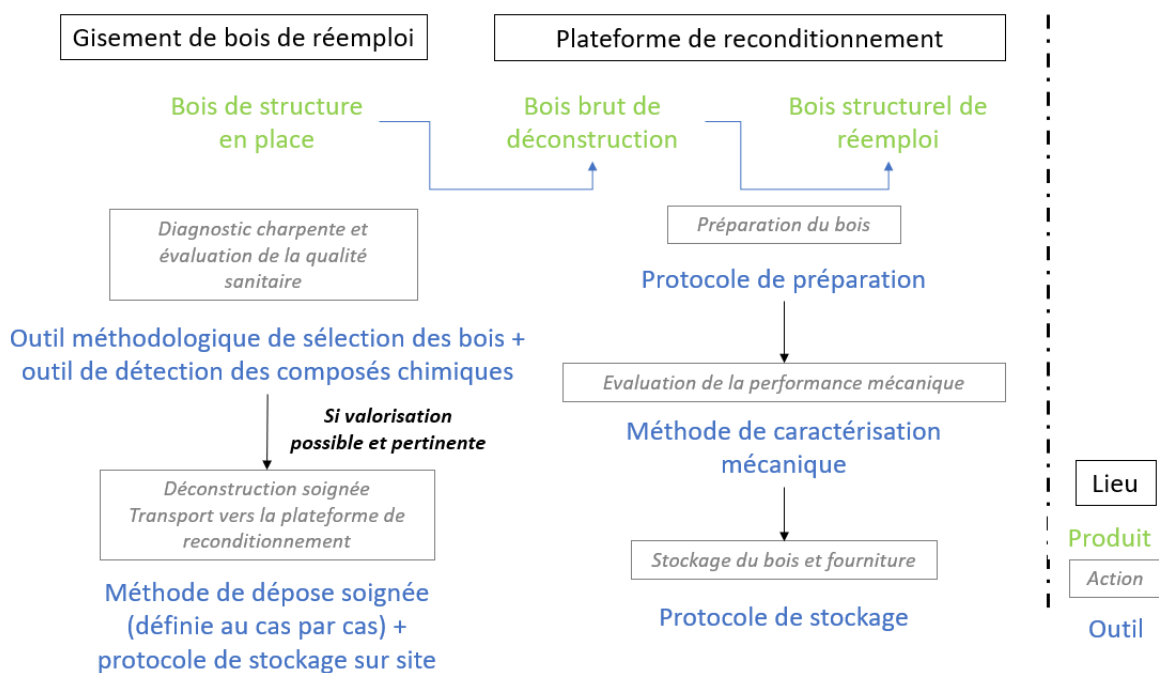 Gisement de bois de réemploi
Plateforme de reconditionnement
Bois de structure
en place
Bois brut de
déconstruction
Bois structurel de
réemploi
Diagnostic charpente et
évaluation de la qualité
sanitaire
Outil méthodologique de sélection des bois +
outil de détection des composés chimiques
Si valorisation
possible et pertinente
Déconstruction soignée
Transport vers la plateforme de
reconditionnement
Méthode de dépose soignée
(définie au cas par cas) +
protocole de stockage sur site
Préparation du bois
Protocole de préparation
Evaluation de la performance mécanique
Méthode de caractérisation
mécanique
Stockage du bois et fourniture
Protocole de stockage
Lieu
Produit
Action
Outil